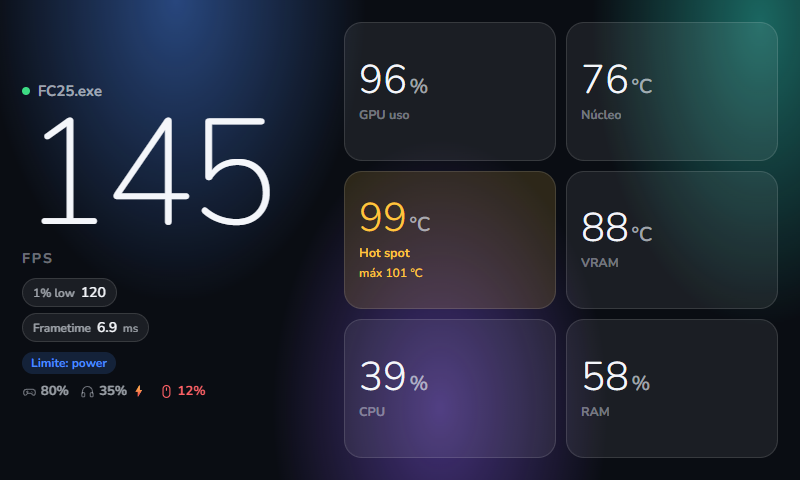 FC25.exe
145
FPS
1% low 120
Frametime 6.9 ms
Limite: power
80% 35% 12%
96 %
GPU uso
76 °C
Núcleo
99 °C
Hot spot
máx 101 °C
88 °C
VRAM
39 %
CPU
58 %
RAM